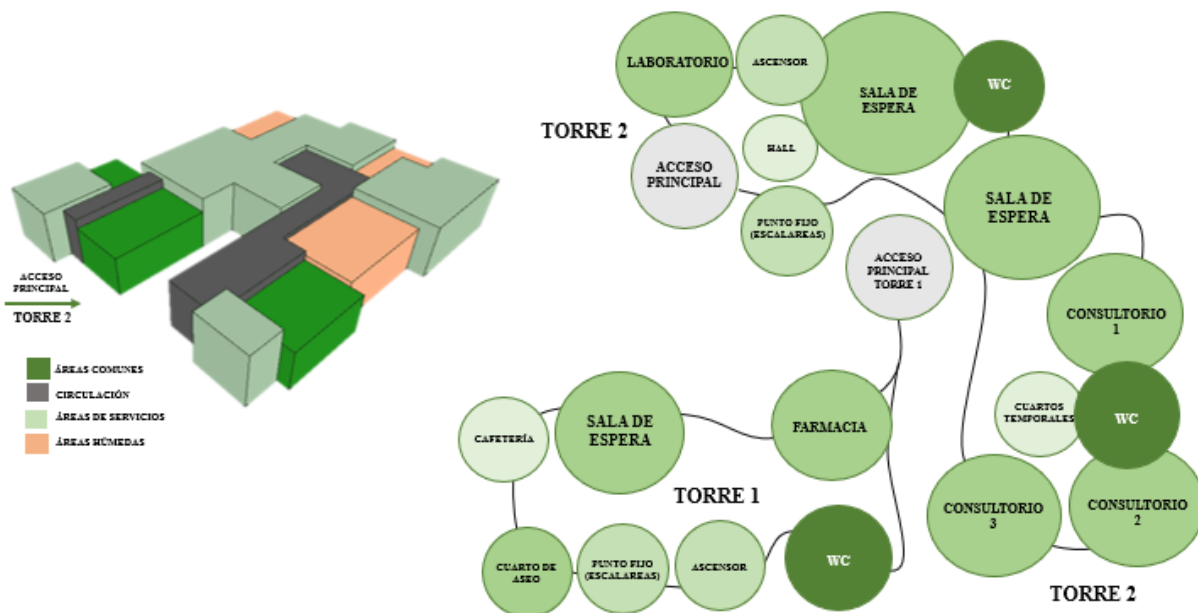 ACCESO
PRINCIPAL
TORRE 2
ÁREAS COMUNES
CIRCULACIÓN
ÁREAS DE SERVICIOS
ÁREAS HÚMEDAS
LABORATORIO
ASCENSOR
SALA DE
ESPERA
WC
TORRE 2
ACCESO
PRINCIPAL
HALL
PUNTO FIJO
(ESCALAREAS)
SALA DE
ESPERA
ACCESO
PRINCIPAL
TORRE 1
CONSULTORIO
1
CUARTOS
TEMPORALES
WC
CAFETERÍA
SALA DE
ESPERA
FARMACIA
TORRE 1
CONSULTORIO
3
CONSULTORIO
2
CUARTO DE
ASEO
PUNTO FIJO
(ESCALAREAS)
ASCENSOR
WC
TORRE 2